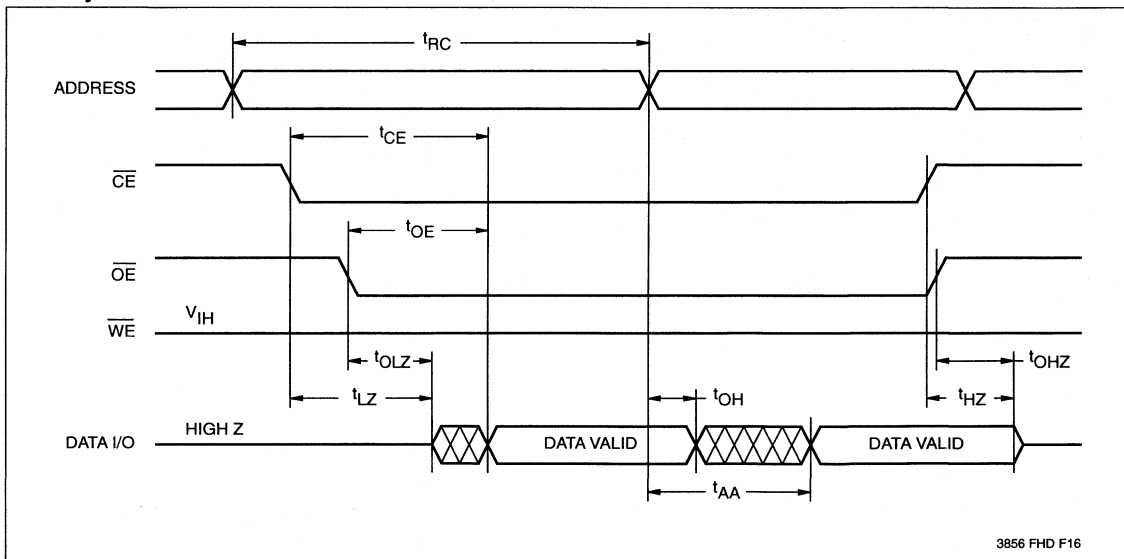 tRC
ADDRESS
tCE
CE
tOE
OE
VIH
WE
tOLZ
tOHZ
tLZ
tOH
tHZ
HIGH Z
DATA I/O
DATA VALID
DATA VALID
tAA
3856 FHD F16